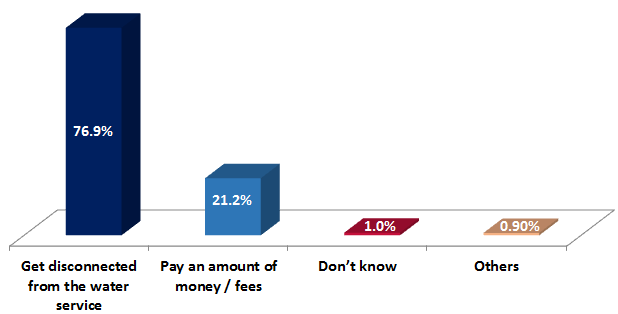 76.9%
21.2%
1.0%
0.90%
Get disconnected
from the water
service
Pay an amount of
money / fees
Don't know
Others